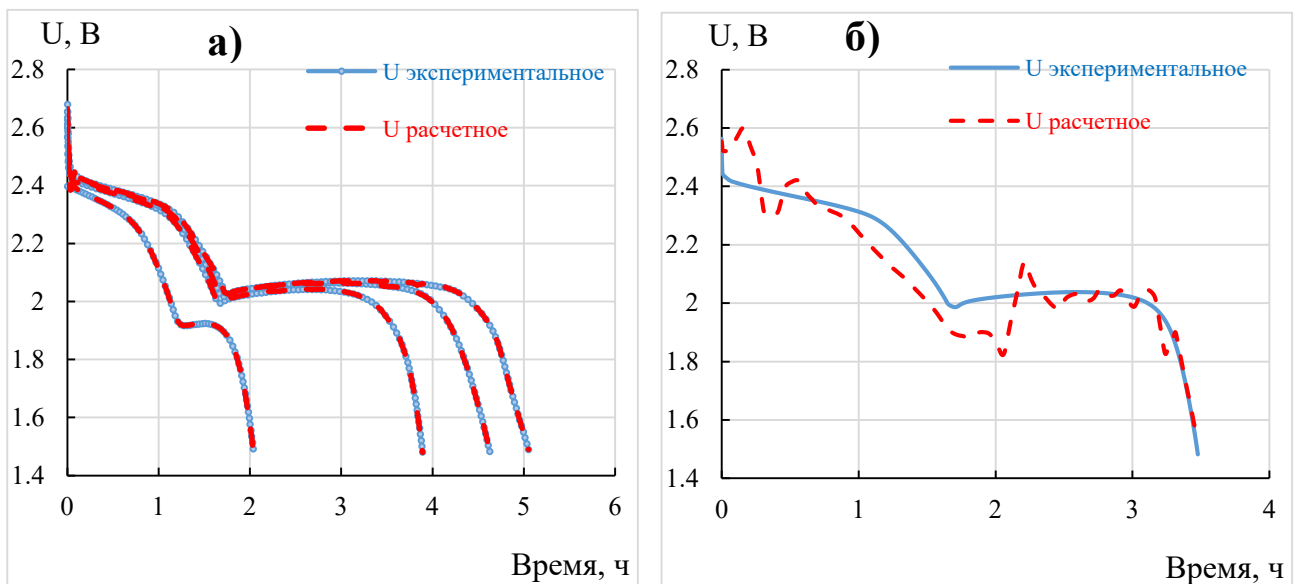 U, В
а)
U экспериментальное
U расчетное
2.8
2.6
2.4
2.2
2
1.8
1.6
1.4
0 1 2 3 4 5 6
Время, ч
U, В
б)
U экспериментальное
U расчетное
2.8
2.6
2.4
2.2
2
1.8
1.6
1.4
0 1 2 3 4
Время, ч